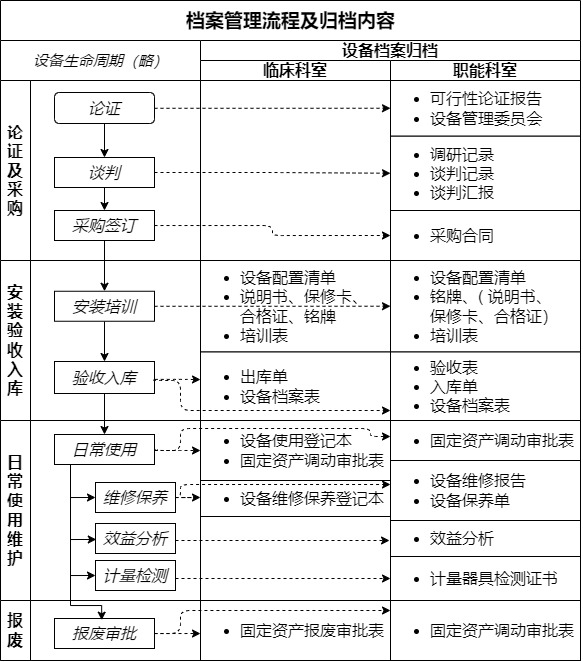 档案管理流程及归档内容
设备生命周期（略）
设备档案归档
临床科室
职能科室
论证及采购
论证
可行性论证报告
设备管理委员会
谈判
调研记录
谈判记录
谈判汇报
采购签订
采购合同
安装验收入库
安装培训
设备配置清单
说明书、保修卡、
合格证、铭牌
培训表
设备配置清单
铭牌、（说明书、
保修卡、合格证）
培训表
验收入库
出库单
设备档案表
验收表
入库单
设备档案表
日常使用维护
日常使用
设备使用登记本
固定资产调动审批表
固定资产调动审批表
维修保养
设备维修保养登记本
设备维修报告
设备保养单
效益分析
效益分析
计量检测
计量器具检测证书
报废
报废审批
固定资产报废审批表
固定资产调动审批表